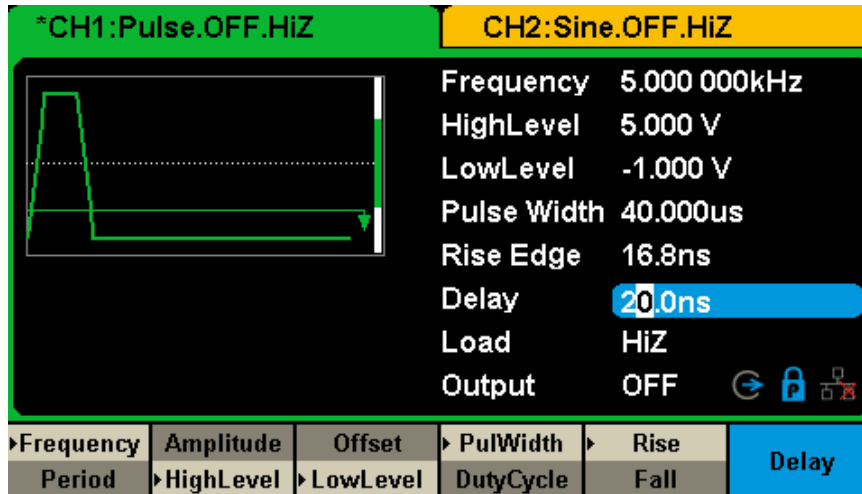 *CH1:Pulse.OFF.HiZ CH2:Sine.OFF.HiZ
Frequency 5.000 000kHz
HighLevel 5.000 V
LowLevel -1.000 V
Pulse Width 40.000us
Rise Edge 16.8ns
Delay 20.0ns
Load HiZ
Output OFF P
Frequency Amplitude Offset PulWidth Rise Delay
Period HighLevel LowLevel DutyCycle Fall